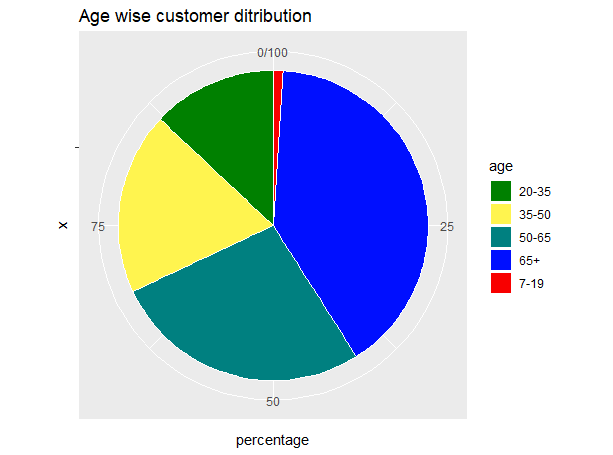 Age wise customer ditribution
0/100
25
50
75
x
percentage
age
20-35
35-50
50-65
65+
7-19